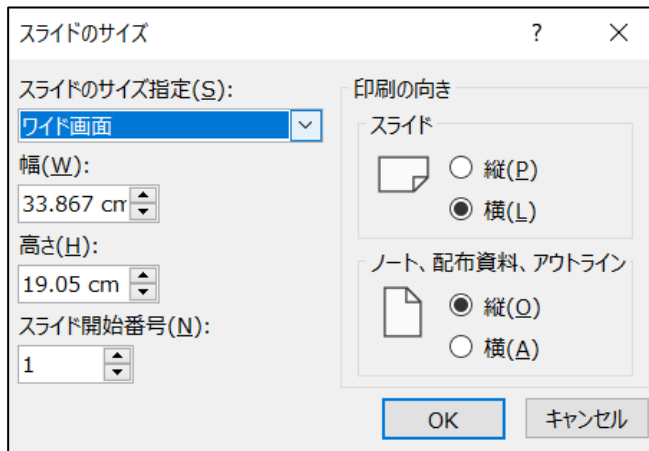 スライドのサイズ
?
×
スライドのサイズ指定(S):
ワイド画面
幅(W):
33.867 cm
高さ(H):
19.05 cm
スライド開始番号(N):
1
印刷の向き
スライド
縦(P)
横(L)
ノート、配布資料、アウトライン
縦(O)
横(A)
OK
キャンセル